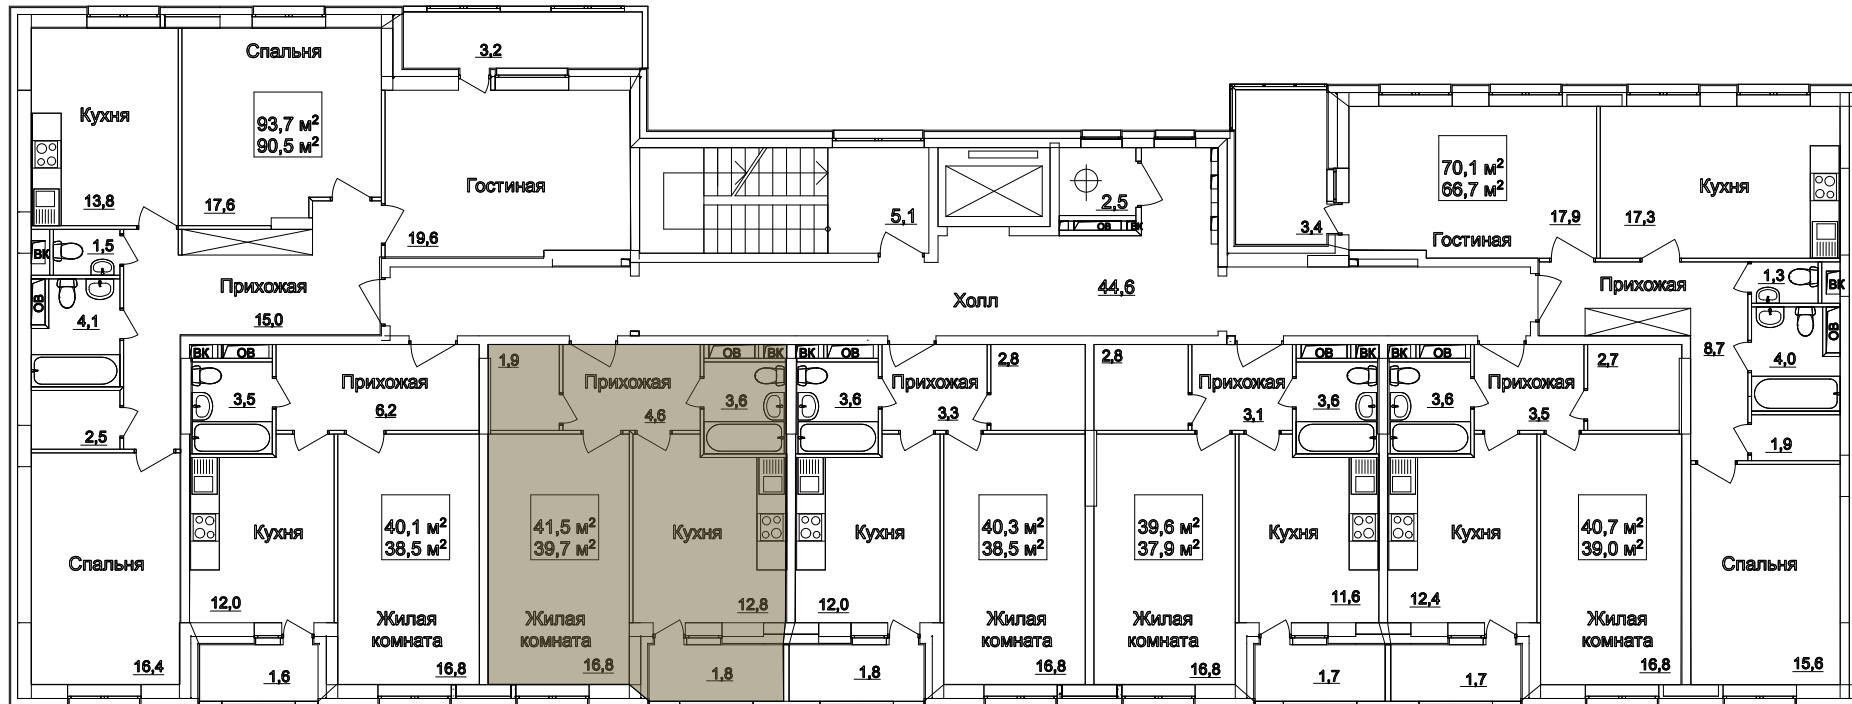 Спальня
3,2
Кухня
93,7 м²
90,5 м²
13,8
17,6
Гостиная
19,6
5,1
2,5
ОВ
ВК
3,4
70,1 м²
66,7 м²
17,9
Гостиная
Кухня
17,3
ВК
1,5
ОВ
4,1
Прихожая
15,0
Холл
44,6
Прихожая
1,3
ВК
ОВ
4,0
8,7
2,5
1,9
ВК
ОВ
3,5
Прихожая
6,2
1,9
Прихожая
4,6
ОВ
ВК
3,6
ВК
ОВ
3,6
Прихожая
3,3
2,8
2,8
Прихожая
3,1
ОВ
ВК
3,6
ВК
ОВ
3,6
Прихожая
3,5
2,7
Спальня
16,4
Кухня
12,0
1,6
40,1 м²
38,5 м²
Жилая
комната
16,8
41,5 м²
39,7 м²
Жилая
комната
16,8
Кухня
12,8
1,8
Кухня
12,0
1,8
40,3 м²
38,5 м²
Жилая
комната
16,8
39,6 м²
37,9 м²
Жилая
комната
16,8
Кухня
11,6
1,7
Кухня
12,4
1,7
40,7 м²
39,0 м²
Жилая
комната
16,8
Спальня
15,6